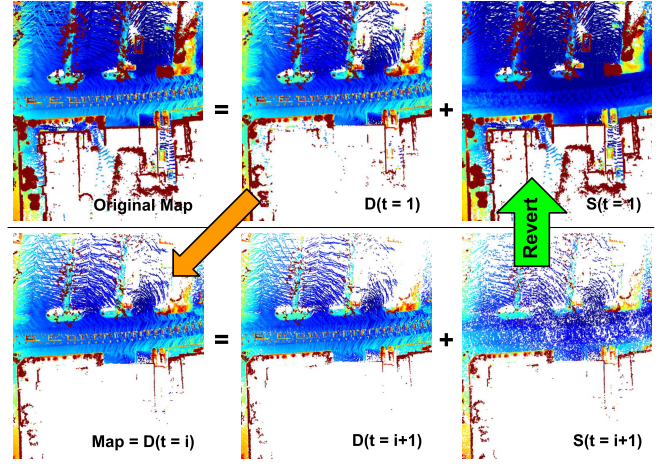 Original Map
=
D(t = 1)
+
S(t = 1)
Revert
Map = D(t = i)
=
D(t = i+1)
+
S(t = i+1)